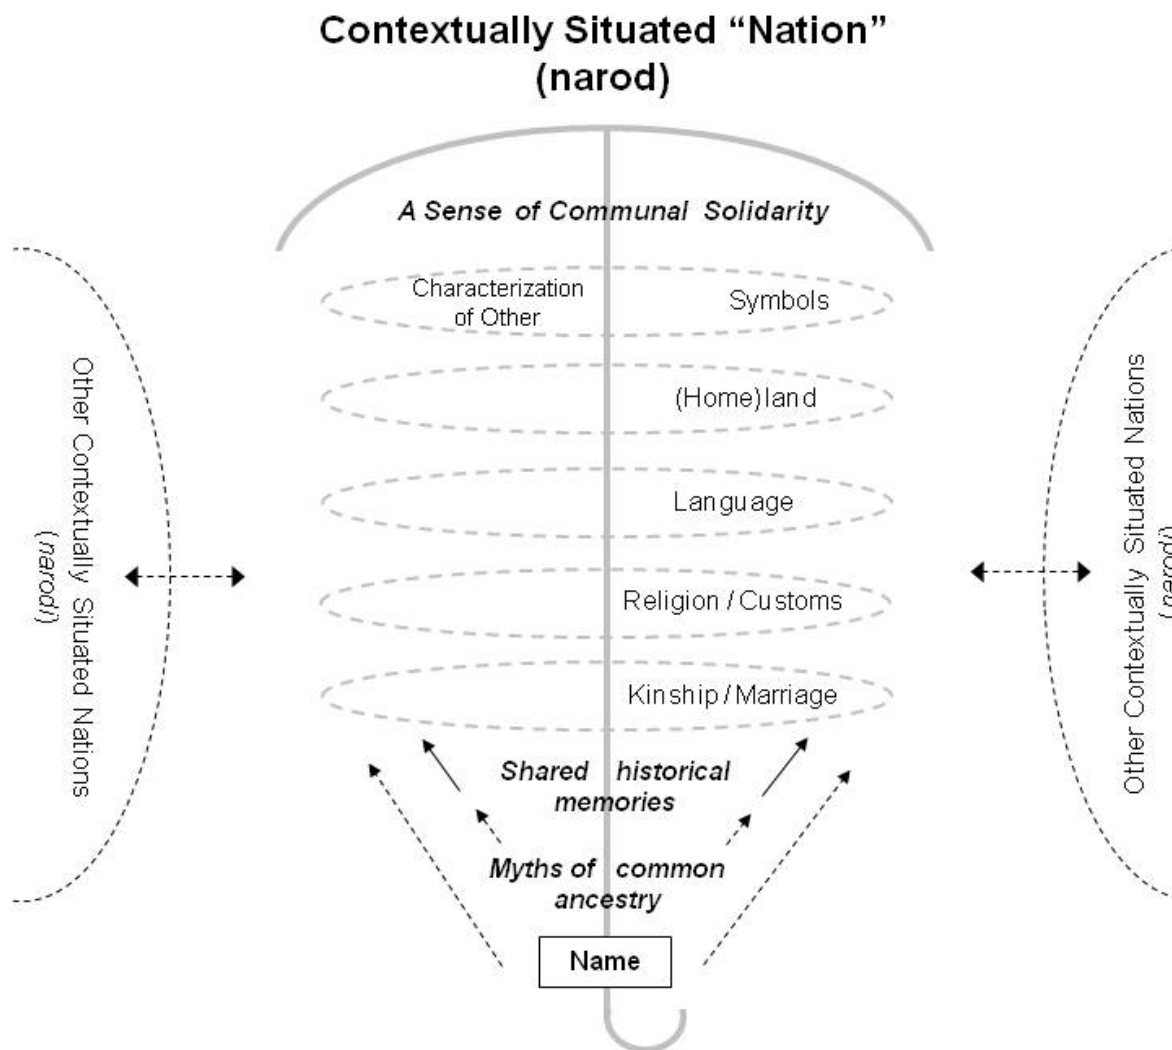 Contextually Situated “Nation”
(narod)
A Sense of Communal Solidarity
Characterization
of Other
Symbols
(Home)land
Language
Religion / Customs
Kinship / Marriage
Shared historical
memories
Myths of common
ancestry
Name
Other Contextually Situated Nations
(narodi)
Other Contextually Situated Nations
(narodi)